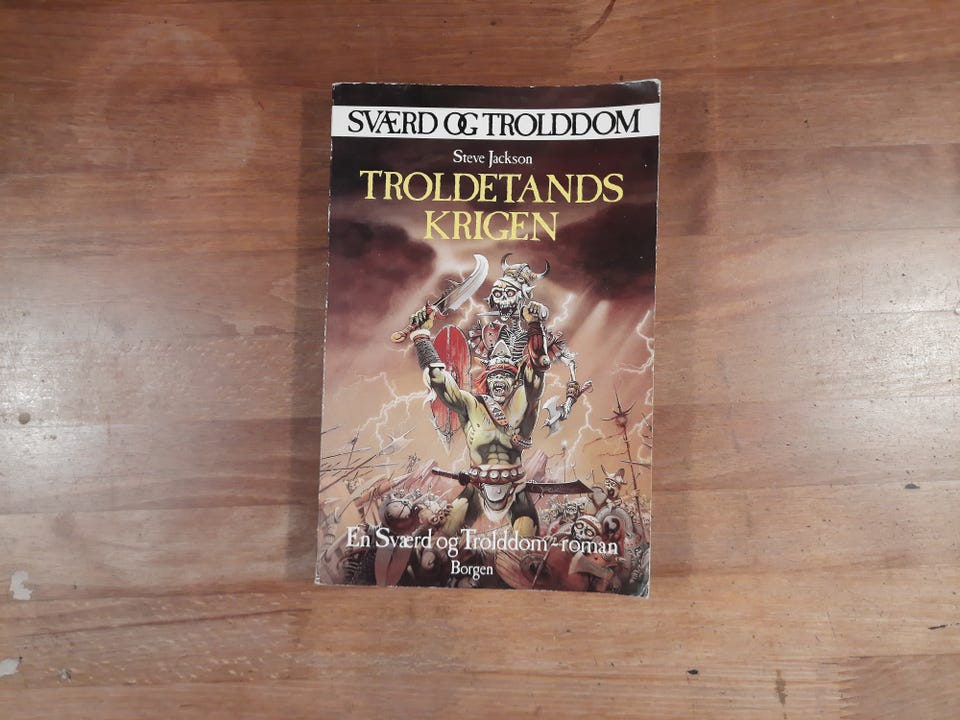 SVÆRD OG TROLDDOM
Steve Jackson
TROLDETANDS
KRIGEN
En Sværd og Trolddom-roman
Borgen